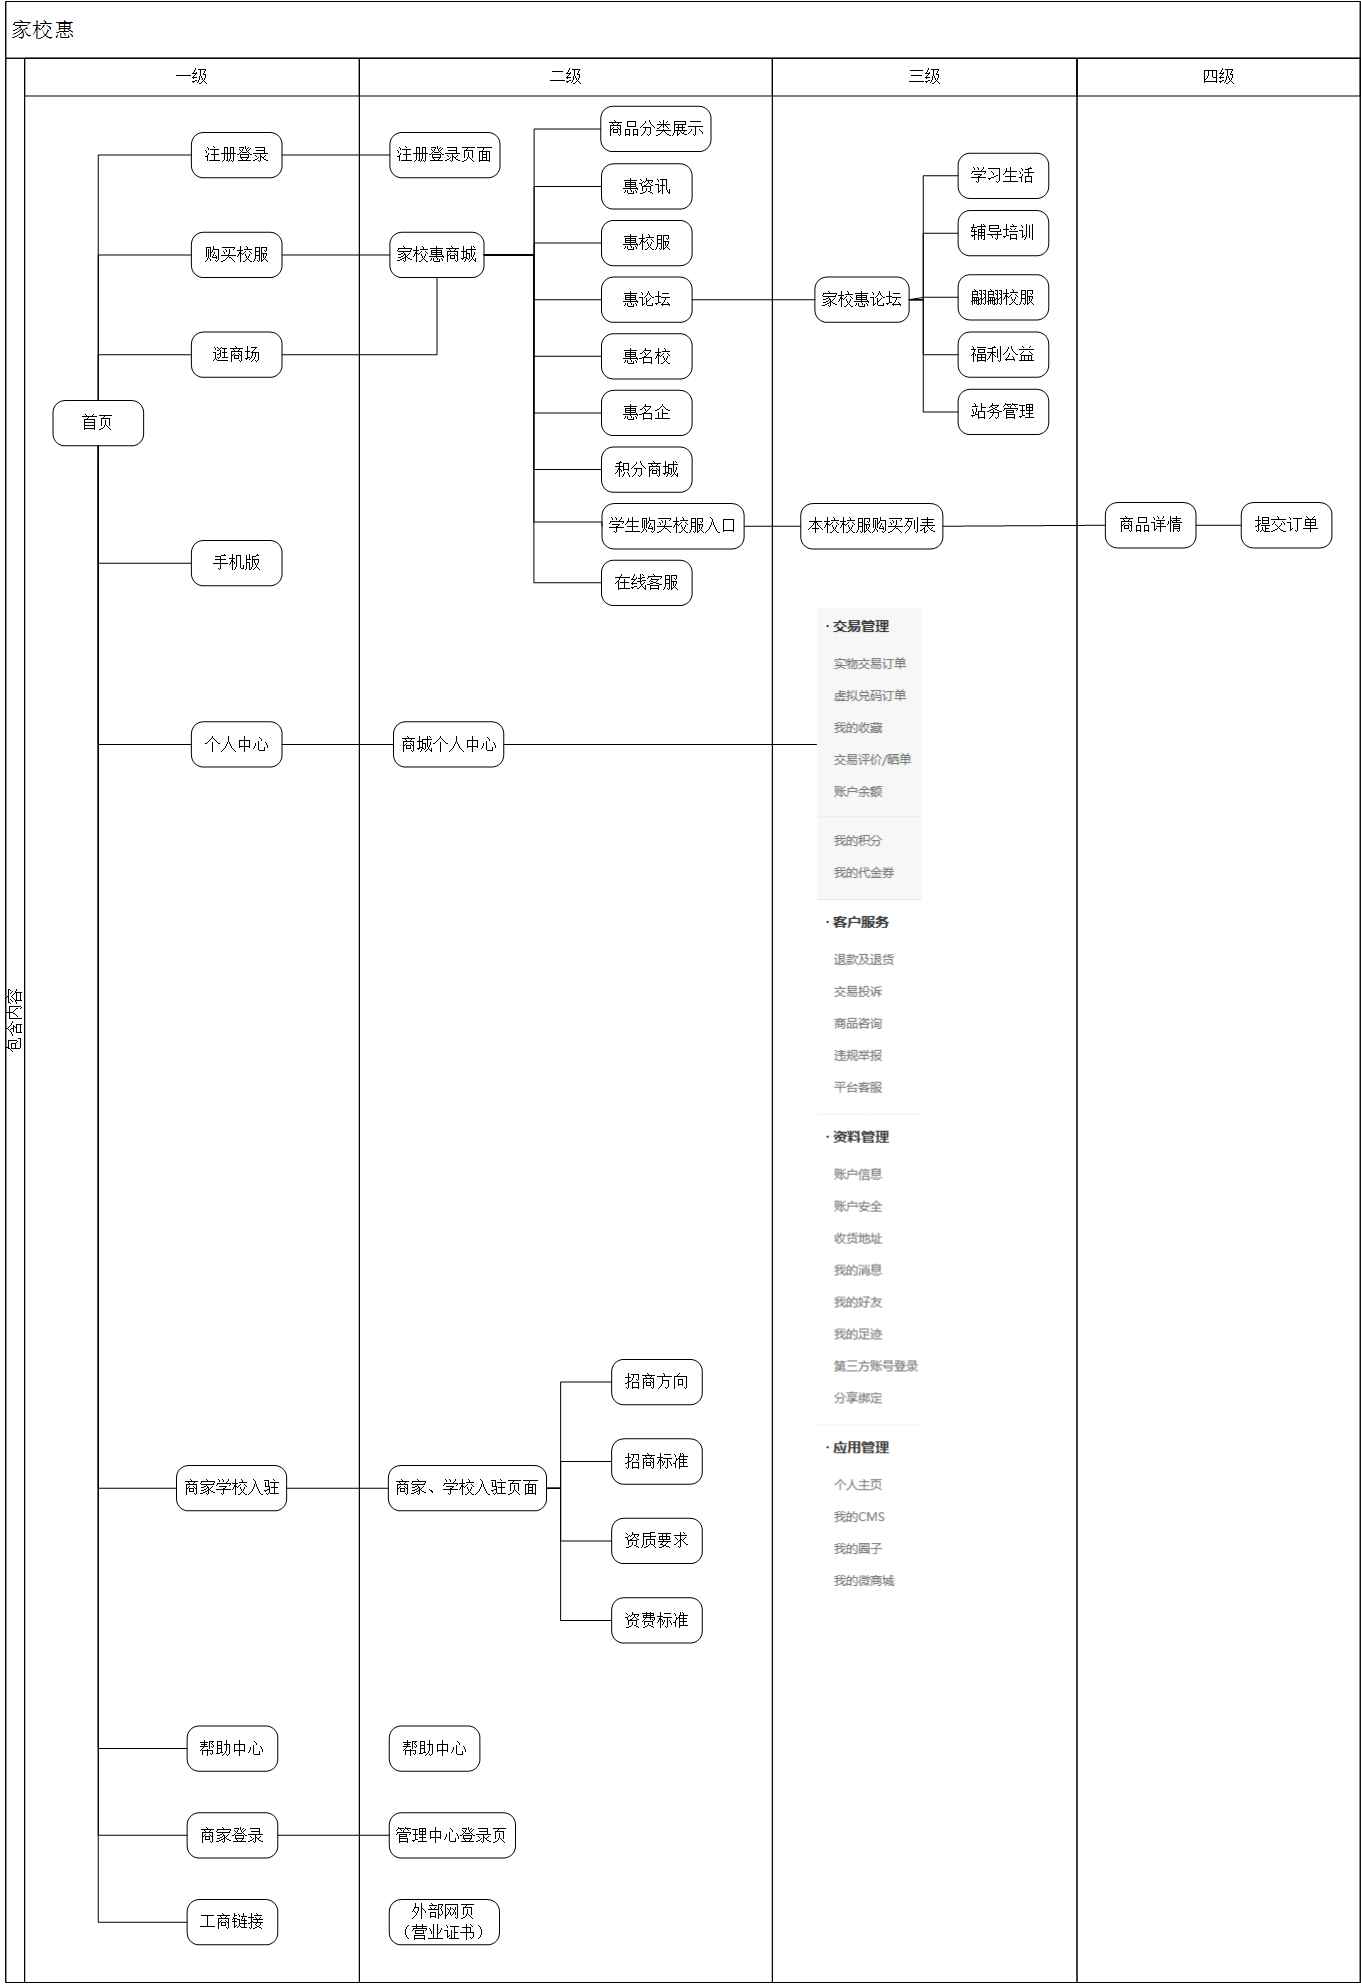 家校惠
一级
二级
三级
四级
包含内容
首页
注册登录
注册登录页面
购买校服
家校惠商城
逛商场
商品分类展示
惠资讯
惠校服
惠论坛
惠名校
惠名企
积分商城
学生购买校服入口
在线客服
家校惠论坛
学习生活
辅导培训
翩翩校服
福利公益
站务管理
本校校服购买列表
商品详情
提交订单
手机版
个人中心
商城个人中心
· 交易管理
实物交易订单
虚拟兑码订单
我的收藏
交易评价/晒单
账户余额
我的积分
我的代金券
· 客户服务
退款及退货
交易投诉
商品咨询
违规举报
平台客服
· 资料管理
账户信息
账户安全
收货地址
我的消息
我的好友
我的足迹
第三方账号登录
分享绑定
· 应用管理
个人主页
我的CMS
我的圈子
我的微商城
商家学校入驻
商家、学校入驻页面
招商方向
招商标准
资质要求
资费标准
帮助中心
帮助中心
商家登录
管理中心登录页
工商链接
外部网页
（营业证书）